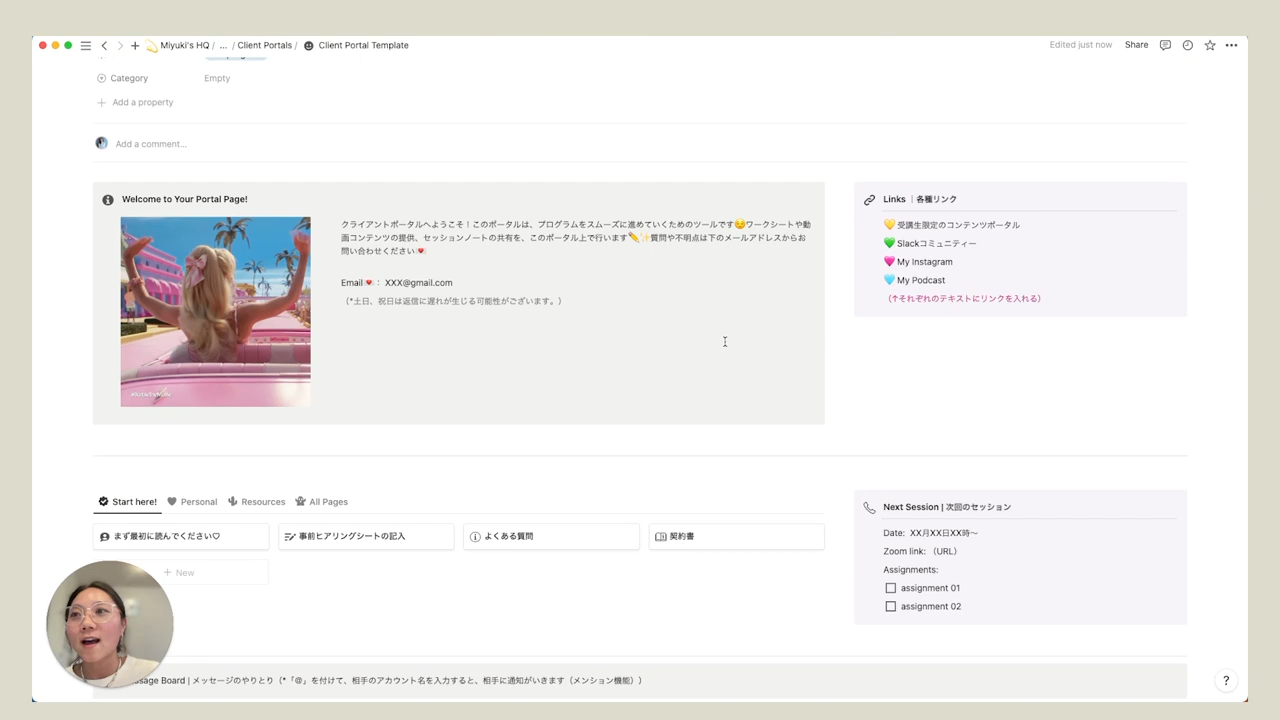 Miyuki's HQ / ... / Client Portals / Client Portal Template
Edited just now Share
Category Empty
Add a property
Add a comment...
Welcome to Your Portal Page!
クライアントポータルへようこそ！このポータルは、プログラムをスムーズに進めていくためのツールです😌ワークシートや動
画コンテンツの提供、セッションノートの共有を、このポータル上で行います✏️✨質問や不明点は下のメールアドレスからお
問い合わせください💌
Email💌： XXX@gmail.com
（*土日、祝日は返信に遅れが生じる可能性がございます。）
Links ｜各種リンク
💛受講生限定のコンテンツポータル
💚Slackコミュニティー
💗My Instagram
🩵My Podcast
（↑それぞれのテキストにリンクを入れる）
Start here! Personal Resources All Pages
まず最初に読んでください♡ 事前ヒアリングシートの記入 よくある質問 契約書
+ New
Next Session | 次回のセッション
Date: XX月XX日XX時〜
Zoom link: （URL）
Assignments:
assignment 01
assignment 02
sage Board | メッセージのやりとり（*「@」を付けて、相手のアカウント名を入力すると、相手に通知がいきます（メンション機能））
?